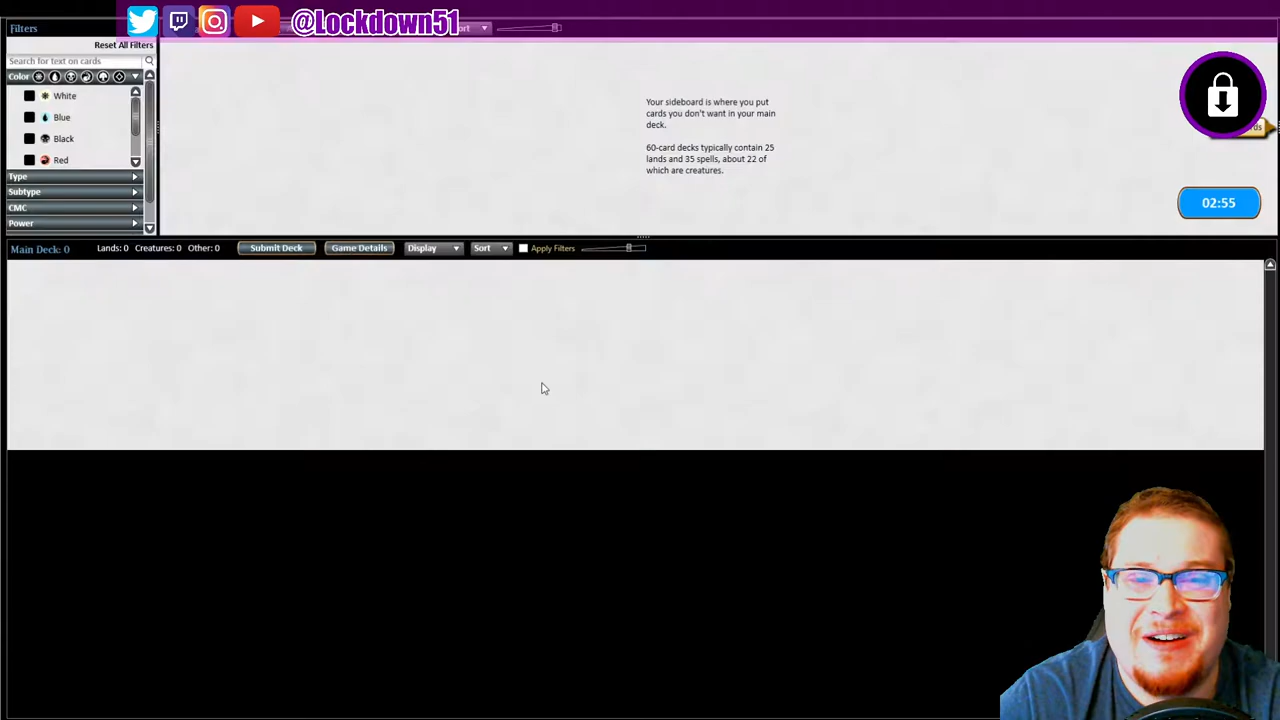 @Lockdown51
Filters
Reset All Filters
Search for text on cards
Color
White
Blue
Black
Red
Type
Subtype
CMC
Power
Your sideboard is where you put
cards you don't want in your main
deck.
60-card decks typically contain 25
lands and 35 spells, about 22 of
which are creatures.
02:55
Main Deck: 0
Lands: 0 Creatures: 0 Other: 0
Submit Deck
Game Details
Display
Sort
Apply Filters